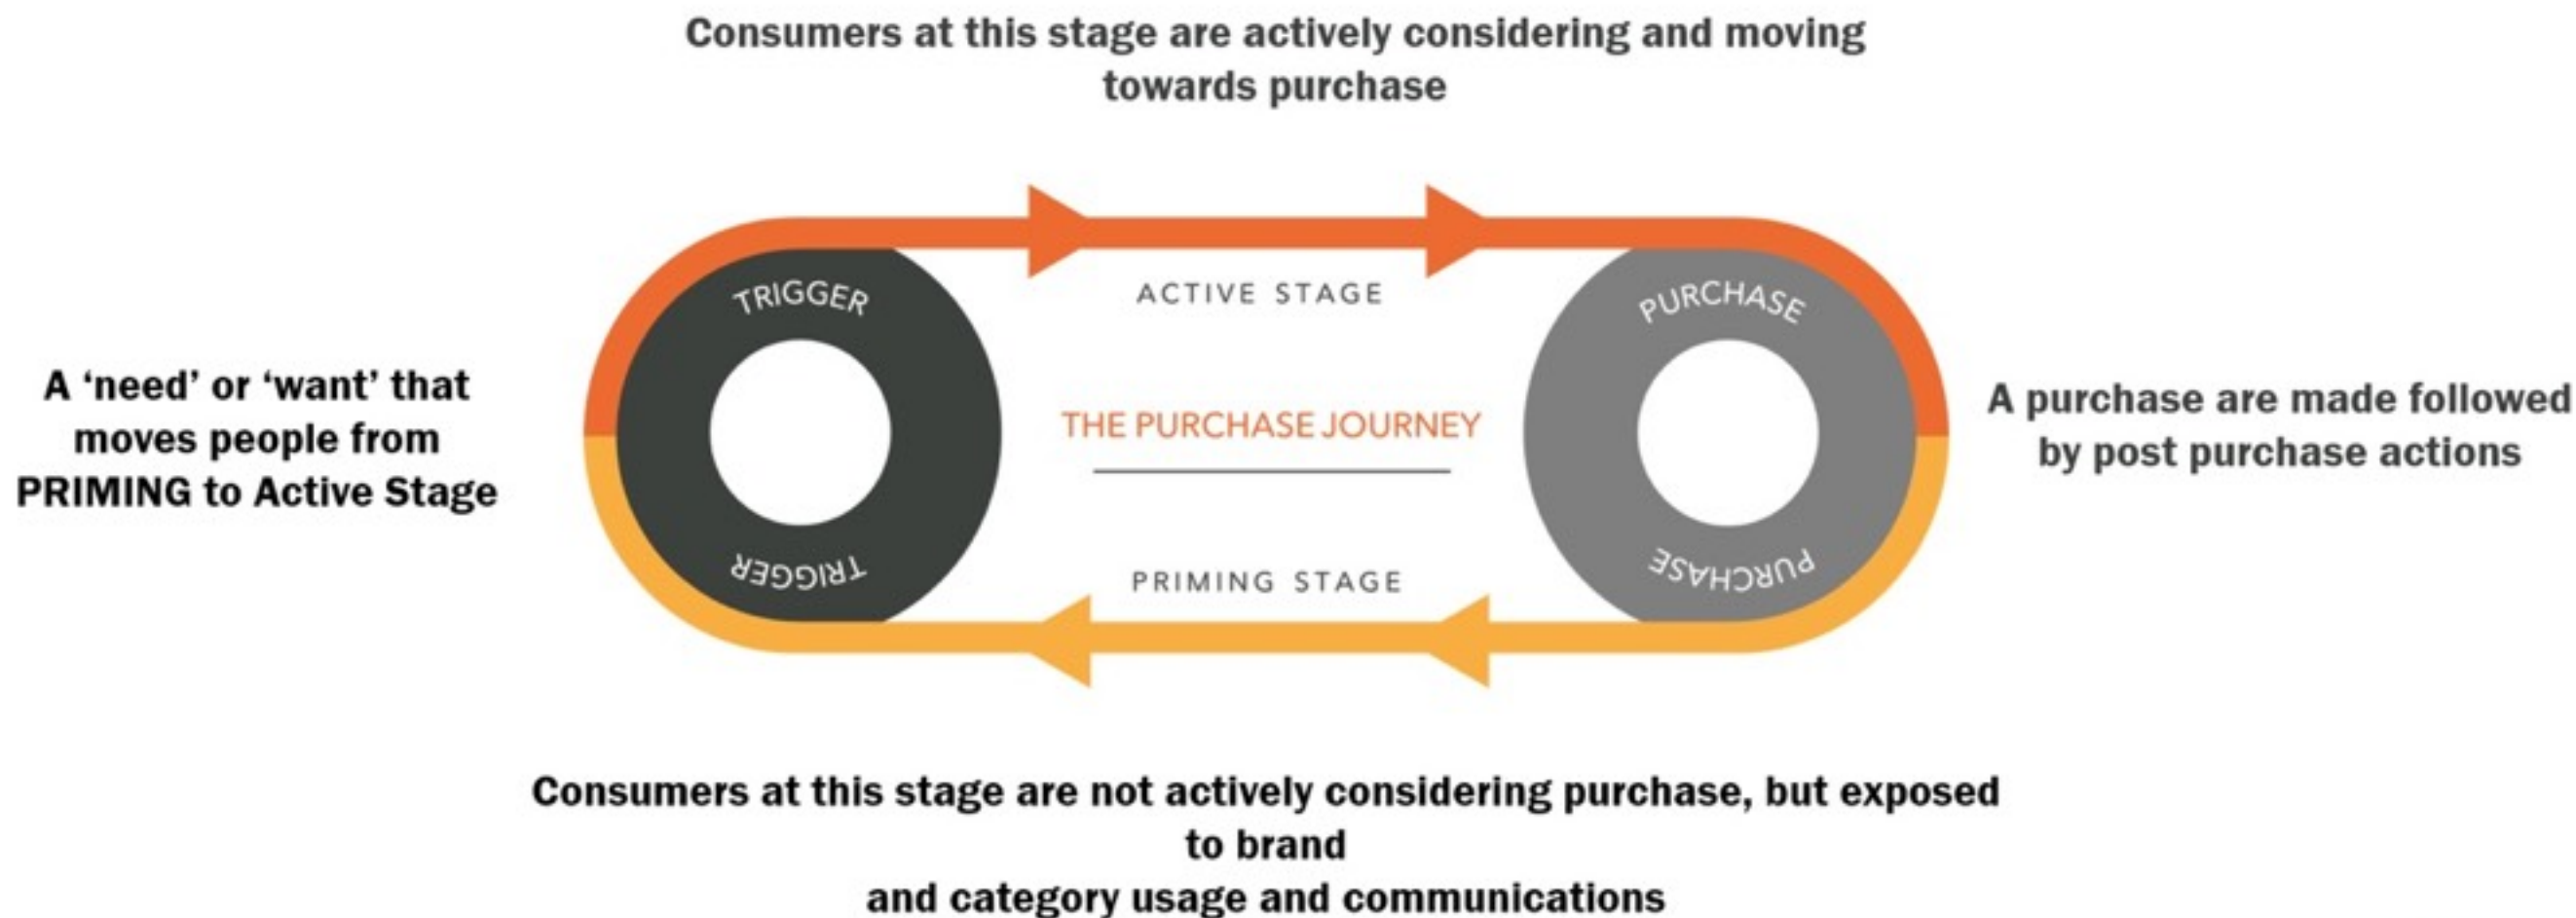 Consumers at this stage are actively considering and moving
towards purchase
TRIGGER
ACTIVE STAGE
PURCHASE
A ‘need’ or ‘want’ that
moves people from
PRIMING to Active Stage
THE PURCHASE JOURNEY
A purchase are made followed
by post purchase actions
TRIGGER
PRIMING STAGE
PURCHASE
Consumers at this stage are not actively considering purchase, but exposed
to brand
and category usage and communications